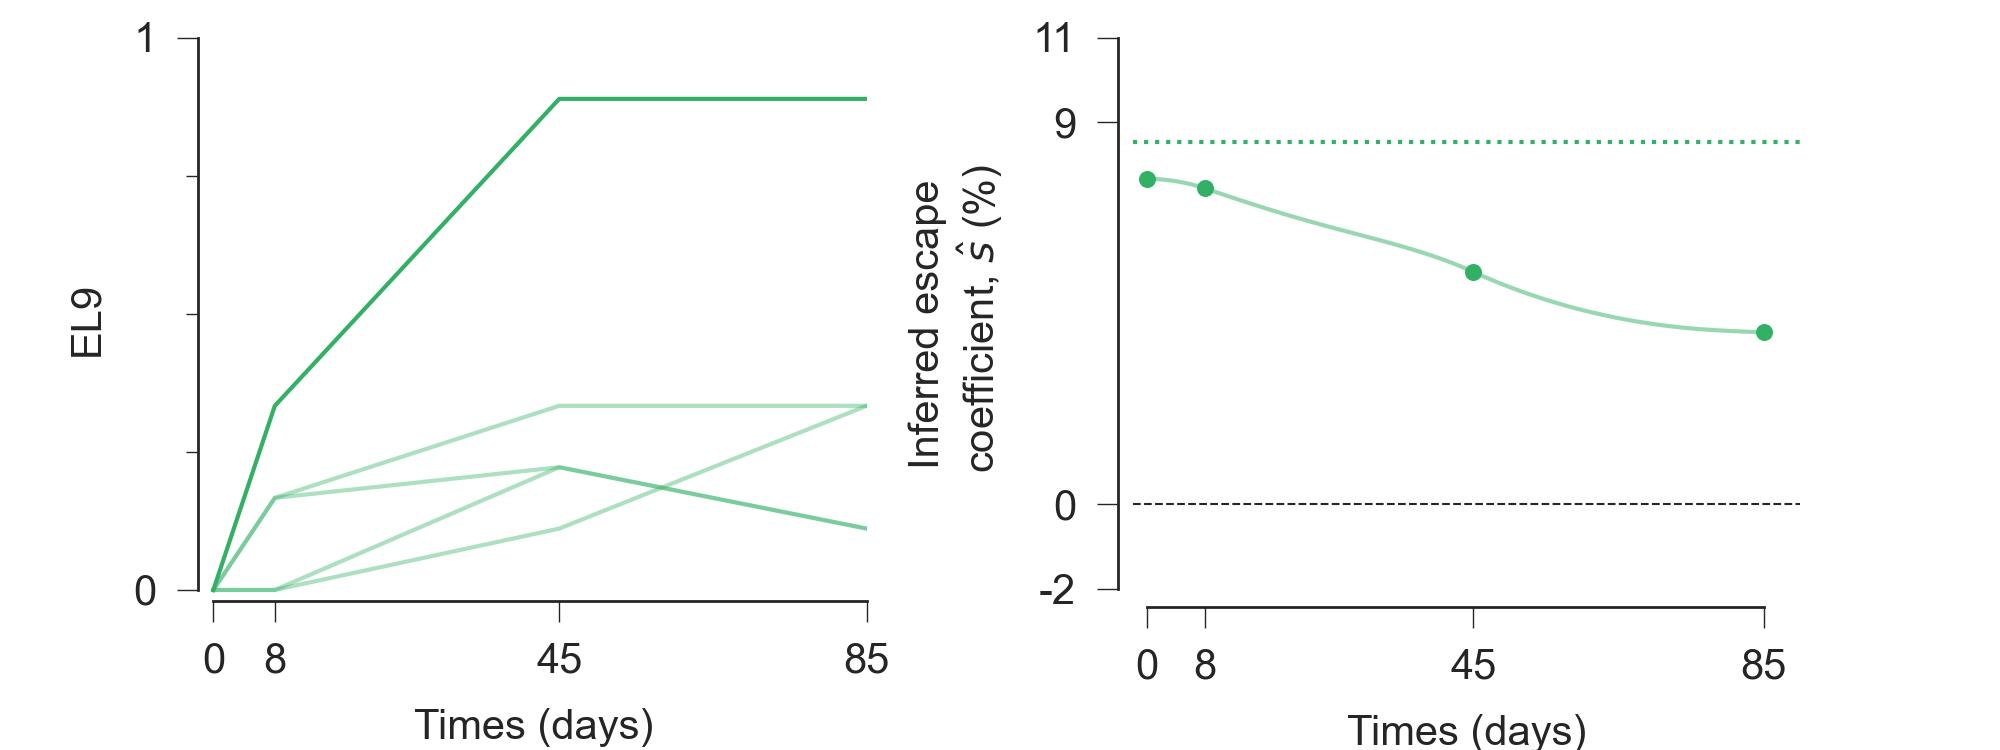 EL9
1
0
0 8 45 85
Times (days)
Inferred escape
coefficient, ŝ (%)
11
9
0
-2
0 8 45 85
Times (days)